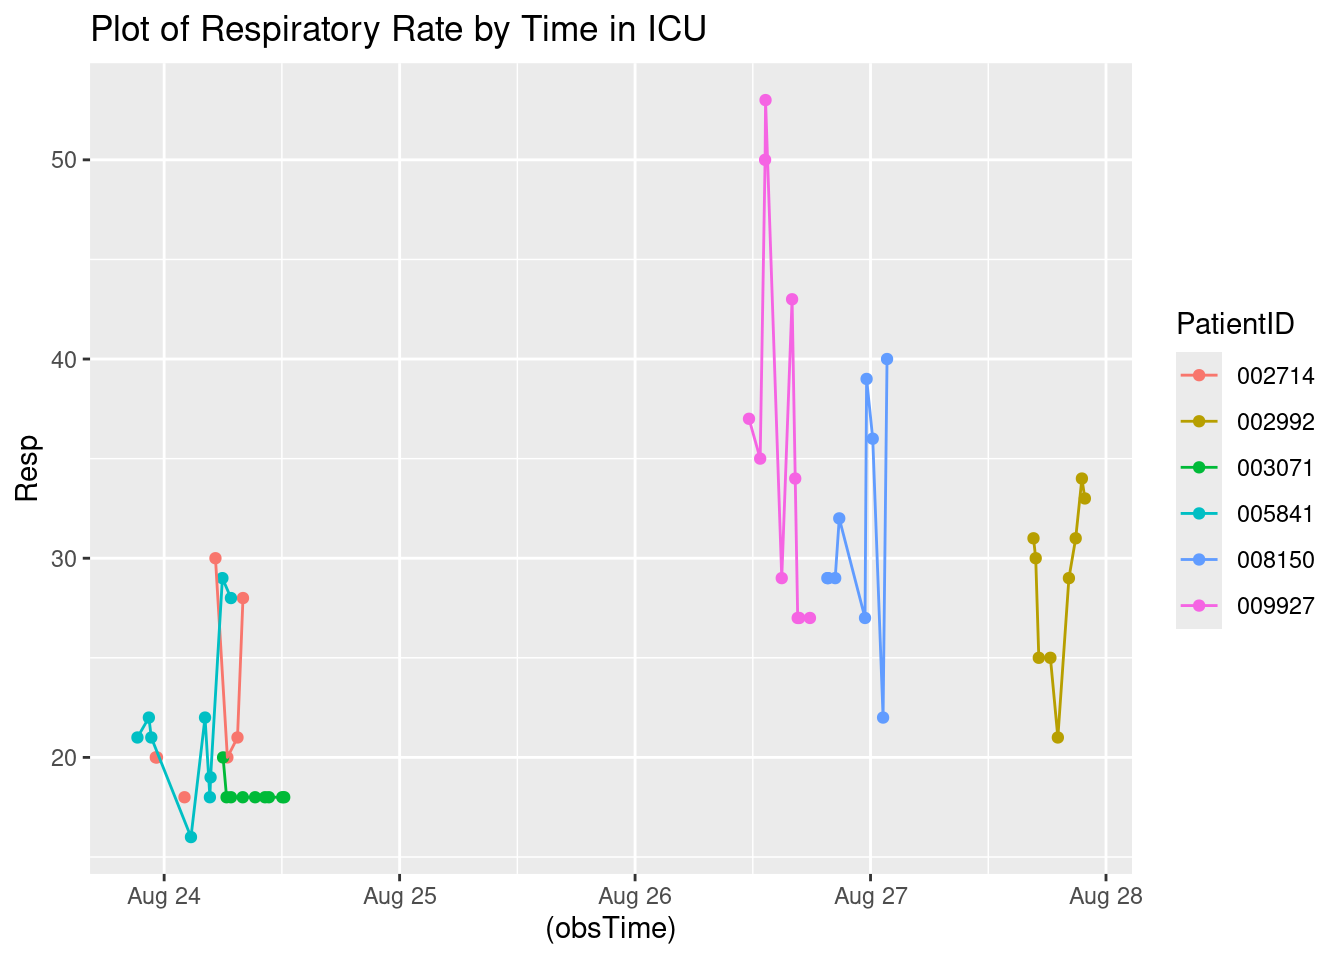 Plot of Respiratory Rate by Time in ICU
50
40
30
20
Resp
Aug 24 Aug 25 Aug 26 Aug 27 Aug 28
(obsTime)
PatientID
002714
002992
003071
005841
008150
009927